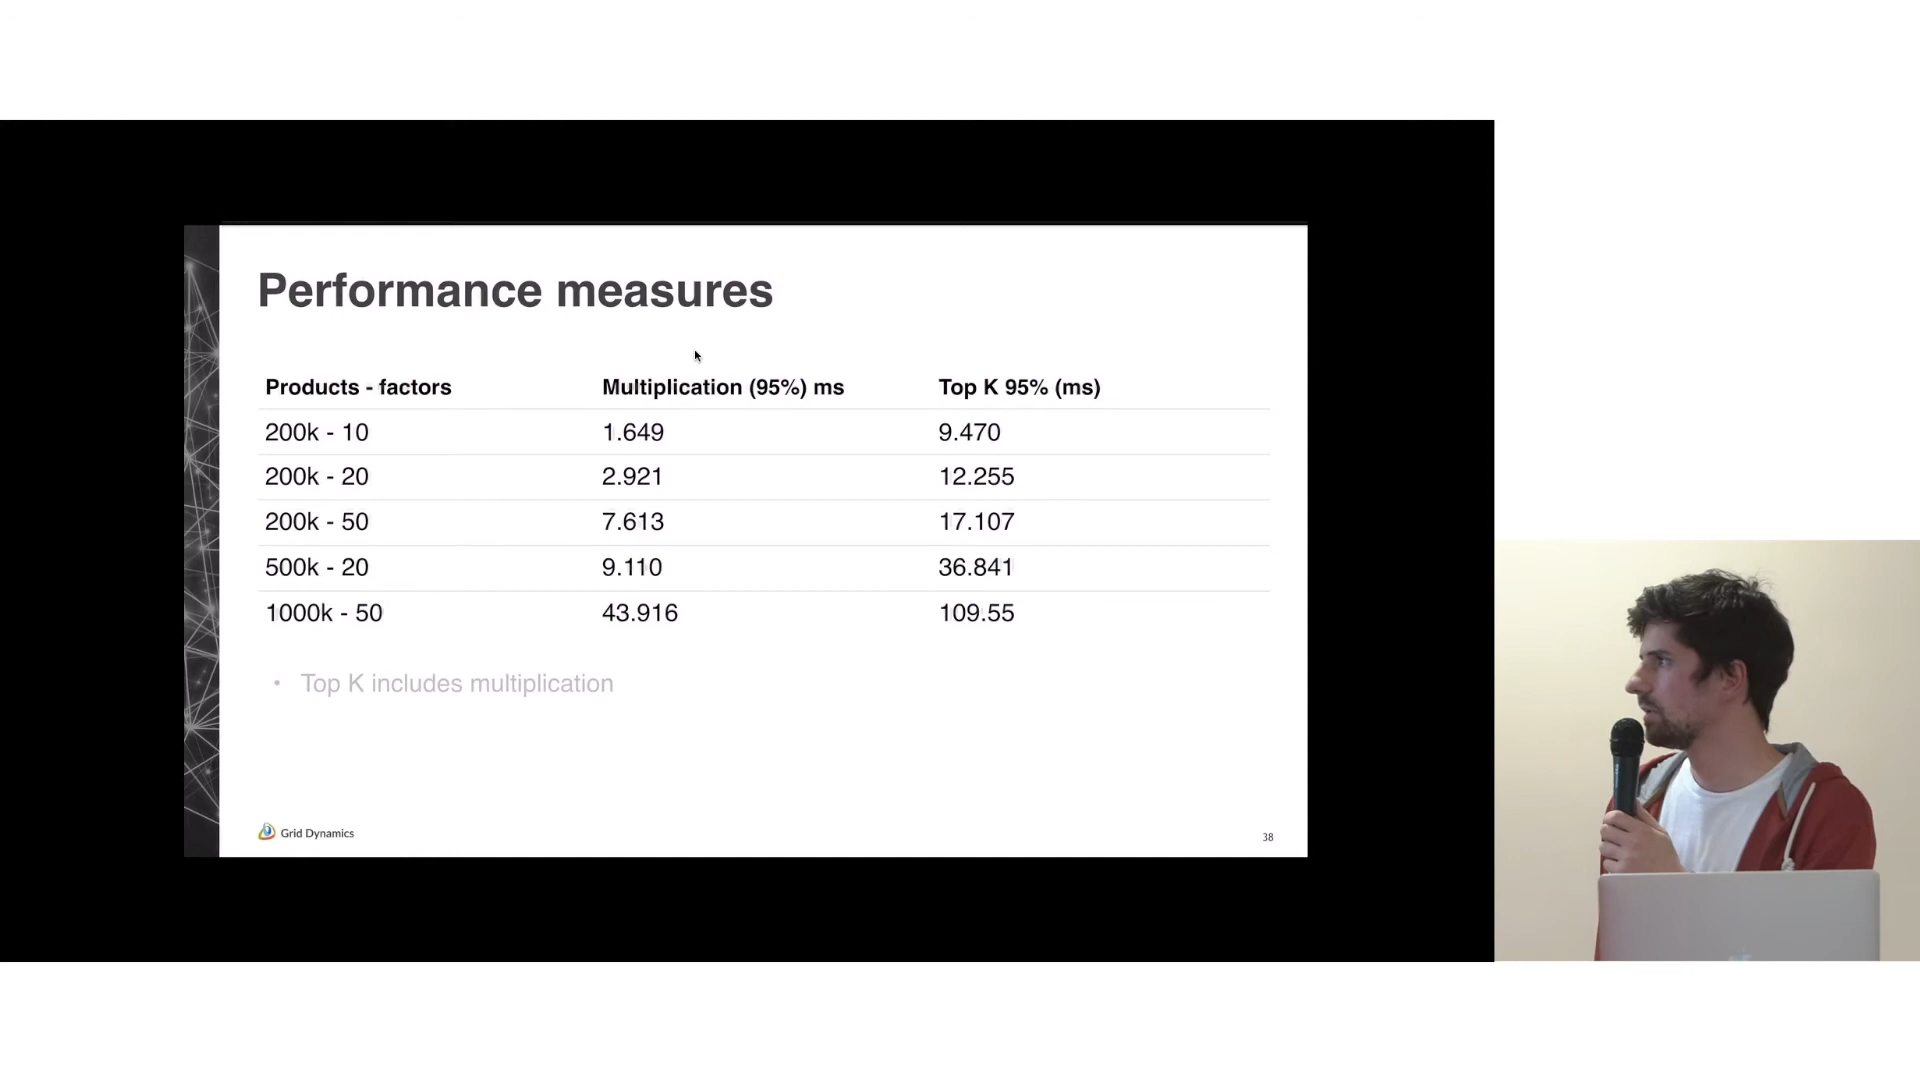 Performance measures
Products - factors Multiplication (95%) ms Top K 95% (ms)
200k - 10 1.649 9.470
200k - 20 2.921 12.255
200k - 50 7.613 17.107
500k - 20 9.110 36.841
1000k - 50 43.916 109.55
• Top K includes multiplication
Grid Dynamics
38